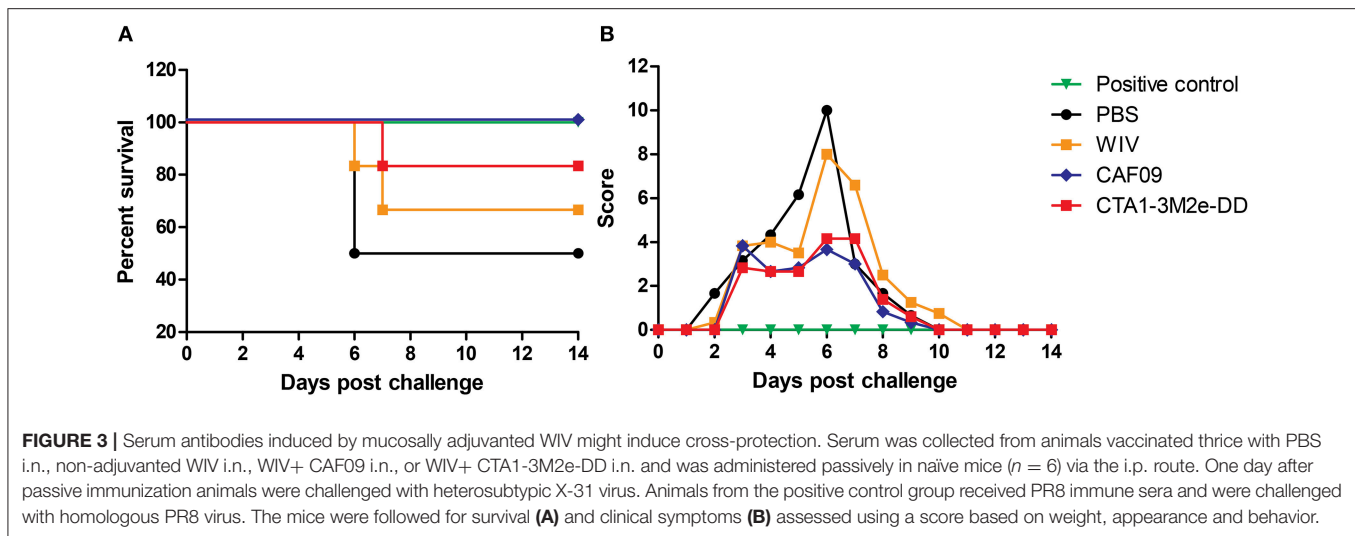 A
120
100
80
60
40
20
Percent survival
0 2 4 6 8 10 12 14
Days post challenge
B
12
10
8
6
4
2
0
Score
0 2 4 6 8 10 12 14
Days post challenge
Positive control
PBS
WIV
CAF09
CTA1-3M2e-DD
FIGURE 3 | Serum antibodies induced by mucosally adjuvanted WIV might induce cross-protection. Serum was collected from animals vaccinated thrice with PBS
i.n., non-adjuvanted WIV i.n., WIV+ CAF09 i.n., or WIV+ CTA1-3M2e-DD i.n. and was administered passively in naïve mice (n = 6) via the i.p. route. One day after
passive immunization animals were challenged with heterosubtypic X-31 virus. Animals from the positive control group received PR8 immune sera and were challenged
with homologous PR8 virus. The mice were followed for survival (A) and clinical symptoms (B) assessed using a score based on weight, appearance and behavior.